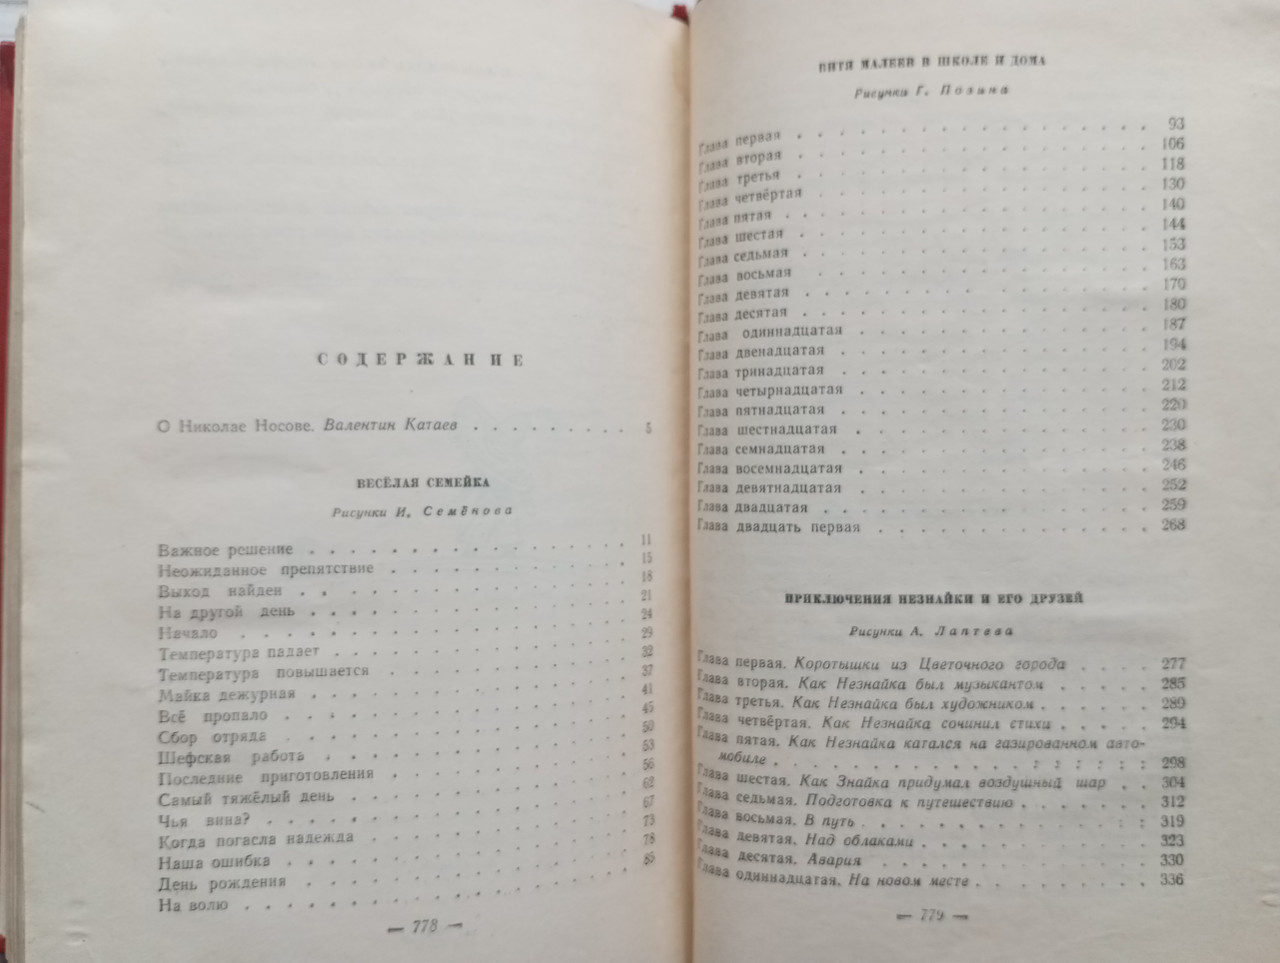 СОДЕРЖАНИЕ
О Николае Носове. Валентин Катаев . . . . . . . . . 5
ВЕСЁЛАЯ СЕМЕЙКА
Рисунки И. Семёнова
Важное решение . . . . . . . . . . . . . . . 11
Неожиданное препятствие . . . . . . . . . . . 15
Выход найден . . . . . . . . . . . . . . . 18
На другой день . . . . . . . . . . . . . . . 21
Начало . . . . . . . . . . . . . . . . . . 24
Температура падает . . . . . . . . . . . . . . 29
Температура повышается . . . . . . . . . . . . 32
Майка дежурная . . . . . . . . . . . . . . . 37
Всё пропало . . . . . . . . . . . . . . . . 41
Сбор отряда . . . . . . . . . . . . . . . . 45
Шефская работа . . . . . . . . . . . . . . . 50
Последние приготовления . . . . . . . . . . . 53
Самый тяжёлый день . . . . . . . . . . . . . 56
Чья вина? . . . . . . . . . . . . . . . . . 62
Когда погасла надежда . . . . . . . . . . . . 67
Наша ошибка . . . . . . . . . . . . . . . . 73
День рождения . . . . . . . . . . . . . . . 78
На волю . . . . . . . . . . . . . . . . . . 85
— 778 —
ВИТЯ МАЛЕЕВ В ШКОЛЕ И ДОМА
Рисунки Г. Позина
Глава первая . . . . . . . . . . . . . . . . 93
Глава вторая . . . . . . . . . . . . . . . . 106
Глава третья . . . . . . . . . . . . . . . . 118
Глава четвёртая . . . . . . . . . . . . . . . 130
Глава пятая . . . . . . . . . . . . . . . . 140
Глава шестая . . . . . . . . . . . . . . . . 144
Глава седьмая . . . . . . . . . . . . . . . . 153
Глава восьмая . . . . . . . . . . . . . . . 163
Глава девятая . . . . . . . . . . . . . . . . 170
Глава десятая . . . . . . . . . . . . . . . . 180
Глава одиннадцатая . . . . . . . . . . . . . . 187
Глава двенадцатая . . . . . . . . . . . . . . 194
Глава тринадцатая . . . . . . . . . . . . . . 202
Глава четырнадцатая . . . . . . . . . . . . . 212
Глава пятнадцатая . . . . . . . . . . . . . . 220
Глава шестнадцатая . . . . . . . . . . . . . . 230
Глава семнадцатая . . . . . . . . . . . . . . 238
Глава восемнадцатая . . . . . . . . . . . . . 246
Глава девятнадцатая . . . . . . . . . . . . . 252
Глава двадцатая . . . . . . . . . . . . . . . 259
Глава двадцать первая . . . . . . . . . . . . 268
ПРИКЛЮЧЕНИЯ НЕЗНАЙКИ И ЕГО ДРУЗЕЙ
Рисунки А. Лаптева
Глава первая. Коротышки из Цветочного города . . . . 277
Глава вторая. Как Незнайка был музыкантом . . . . . 285
Глава третья. Как Незнайка был художником . . . . . 289
Глава четвёртая. Как Незнайка сочинил стихи . . . . 294
Глава пятая. Как Незнайка катался на газированном авто-
мобиле . . . . . . . . . . . . . . . . . 298
Глава шестая. Как Знайка придумал воздушный шар . . 304
Глава седьмая. Подготовка к путешествию . . . . . . 312
Глава восьмая. В путь . . . . . . . . . . . . . 319
Глава девятая. Над облаками . . . . . . . . . . 323
Глава десятая. Авария . . . . . . . . . . . . . 330
Глава одиннадцатая. На новом месте . . . . . . . . 336
— 779 —